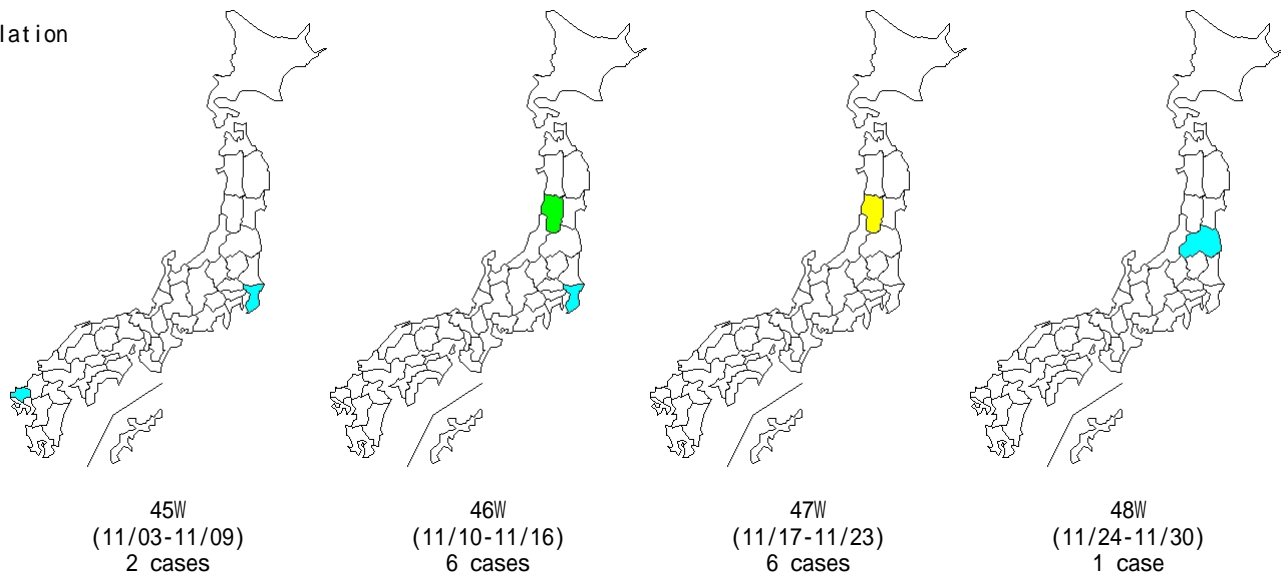 lation
45W
(11/03-11/09)
2 cases
46W
(11/10-11/16)
6 cases
47W
(11/17-11/23)
6 cases
48W
(11/24-11/30)
1 case